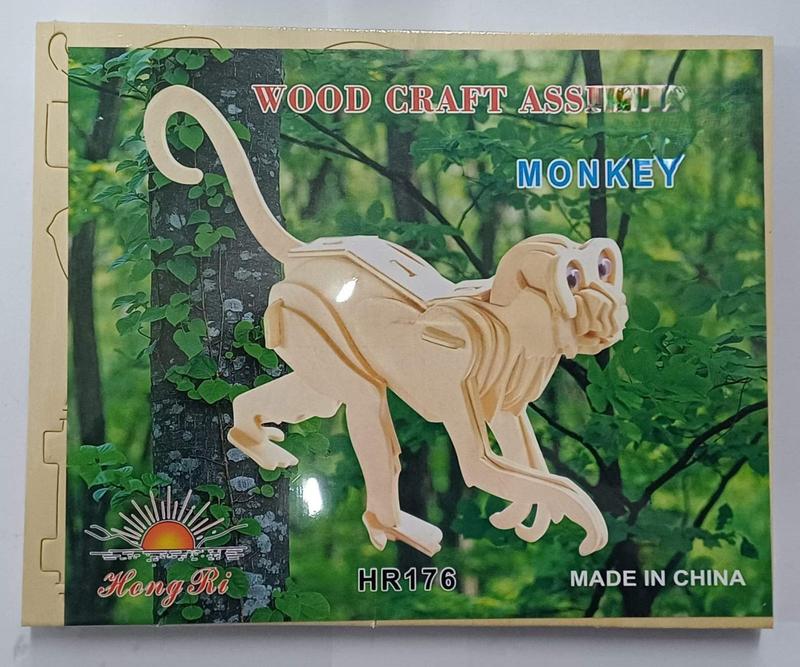 WOOD CRAFT
MONKEY
Hong Ri
HR176
MADE IN CHINA